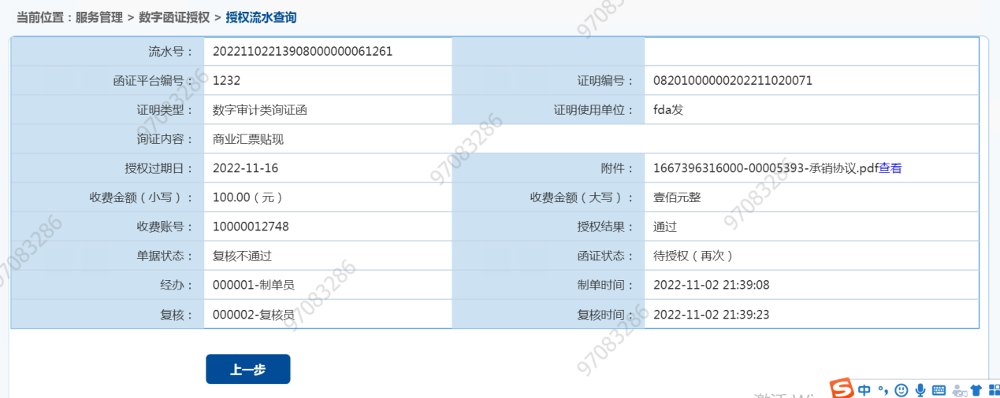 当前位置：服务管理 > 数字函证授权 > 授权流水查询
流水号： 20221102213908000000061261
函证平台编号： 1232 证明编号： 08201000000202211020071
证明类型： 数字审计类询证函 证明使用单位： fda发
询证内容： 商业汇票贴现
授权过期日： 2022-11-16 附件： 1667396316000-00005393-承销协议.pdf查看
收费金额（小写）： 100.00（元） 收费金额（大写）： 壹佰元整
收费账号： 10000012748 授权结果： 通过
单据状态： 复核不通过 函证状态： 待授权（再次）
经办： 000001-制单员 制单时间： 2022-11-02 21:39:08
复核： 000002-复核员 复核时间： 2022-11-02 21:39:23
上一步
中
97083286
97083286
97083286
97083286
97083286